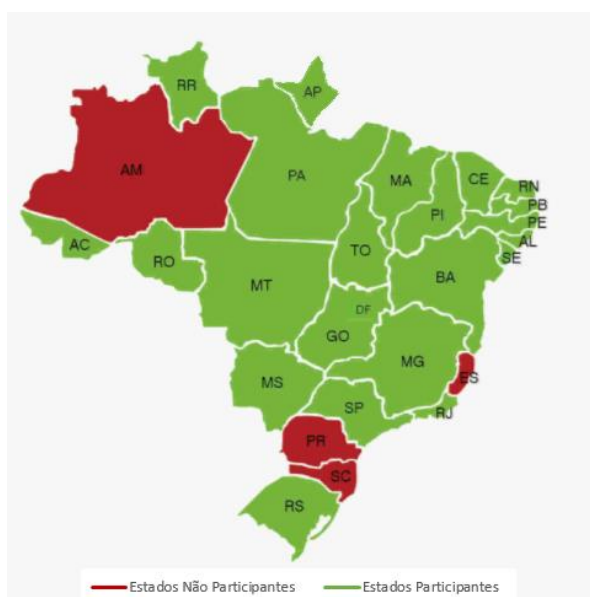 RR
AP
AM
PA
MA
CE
RN
PB
PI
PE
AL
AC
TO
SE
RO
BA
MT
DF
GO
MG
MS
ES
SP
RJ
PR
SC
RS
Estados Não Participantes
Estados Participantes